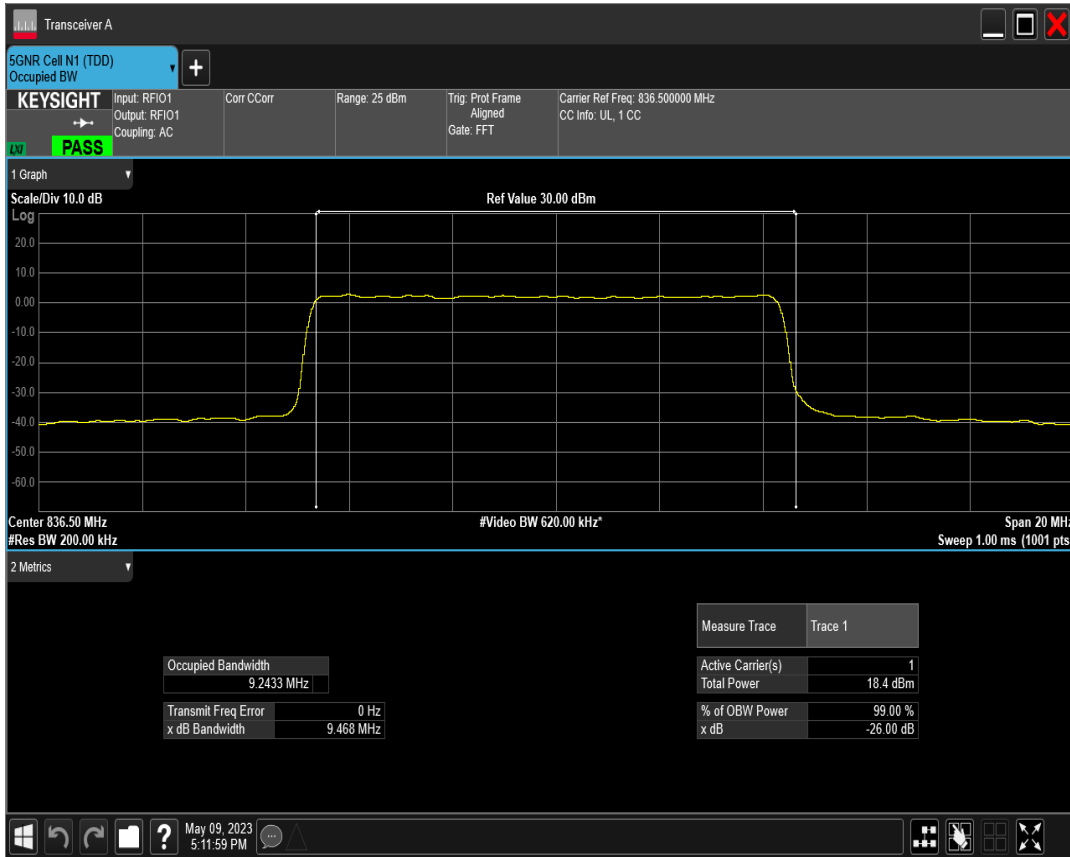 Transceiver A
5GNR Cell N1 (TDD)
Occupied BW
+
KEYSIGHT
LXI
PASS
Input: RFIO1
Output: RFIO1
Coupling: AC
Corr CCorr
Range: 25 dBm
Trig: Prot Frame
Aligned
Gate: FFT
Carrier Ref Freq: 836.500000 MHz
CC Info: UL, 1 CC
1 Graph
Scale/Div 10.0 dB
Ref Value 30.00 dBm
Log
20.0
10.0
0.00
-10.0
-20.0
-30.0
-40.0
-50.0
-60.0
Center 836.50 MHz
#Video BW 620.00 kHz*
Span 20 MHz
#Res BW 200.00 kHz
Sweep 1.00 ms (1001 pts
2 Metrics
Measure Trace Trace 1
Occupied Bandwidth
9.2433 MHz
Active Carrier(s) 1
Total Power 18.4 dBm
Transmit Freq Error 0 Hz
x dB Bandwidth 9.468 MHz
% of OBW Power 99.00 %
x dB -26.00 dB
?
May 09, 2023
5:11:59 PM